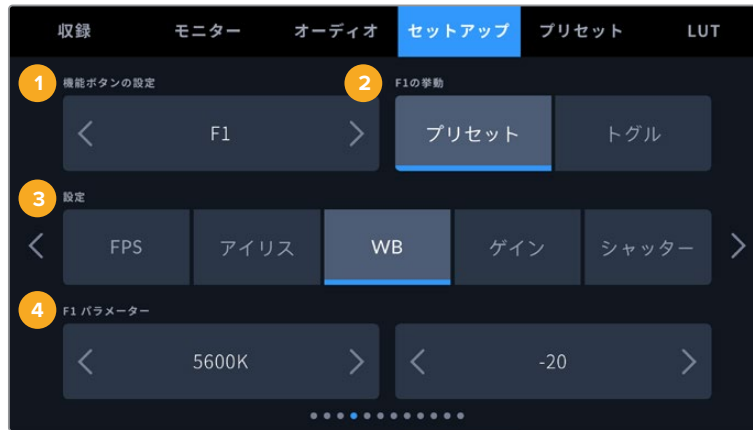 収録 モニター オーディオ セットアップ プリセット LUT
1 機能ボタンの設定 2 F1の挙動
F1 プリセット トグル
3 設定
FPS アイリス WB ゲイン シャッター
4 F1 パラメーター
5600K -20